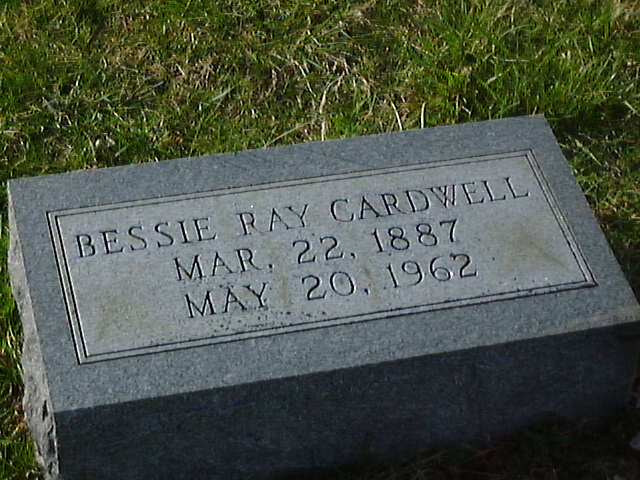 BESSIE RAY CARDWELL
MAR. 22, 1887
MAY 20, 1962